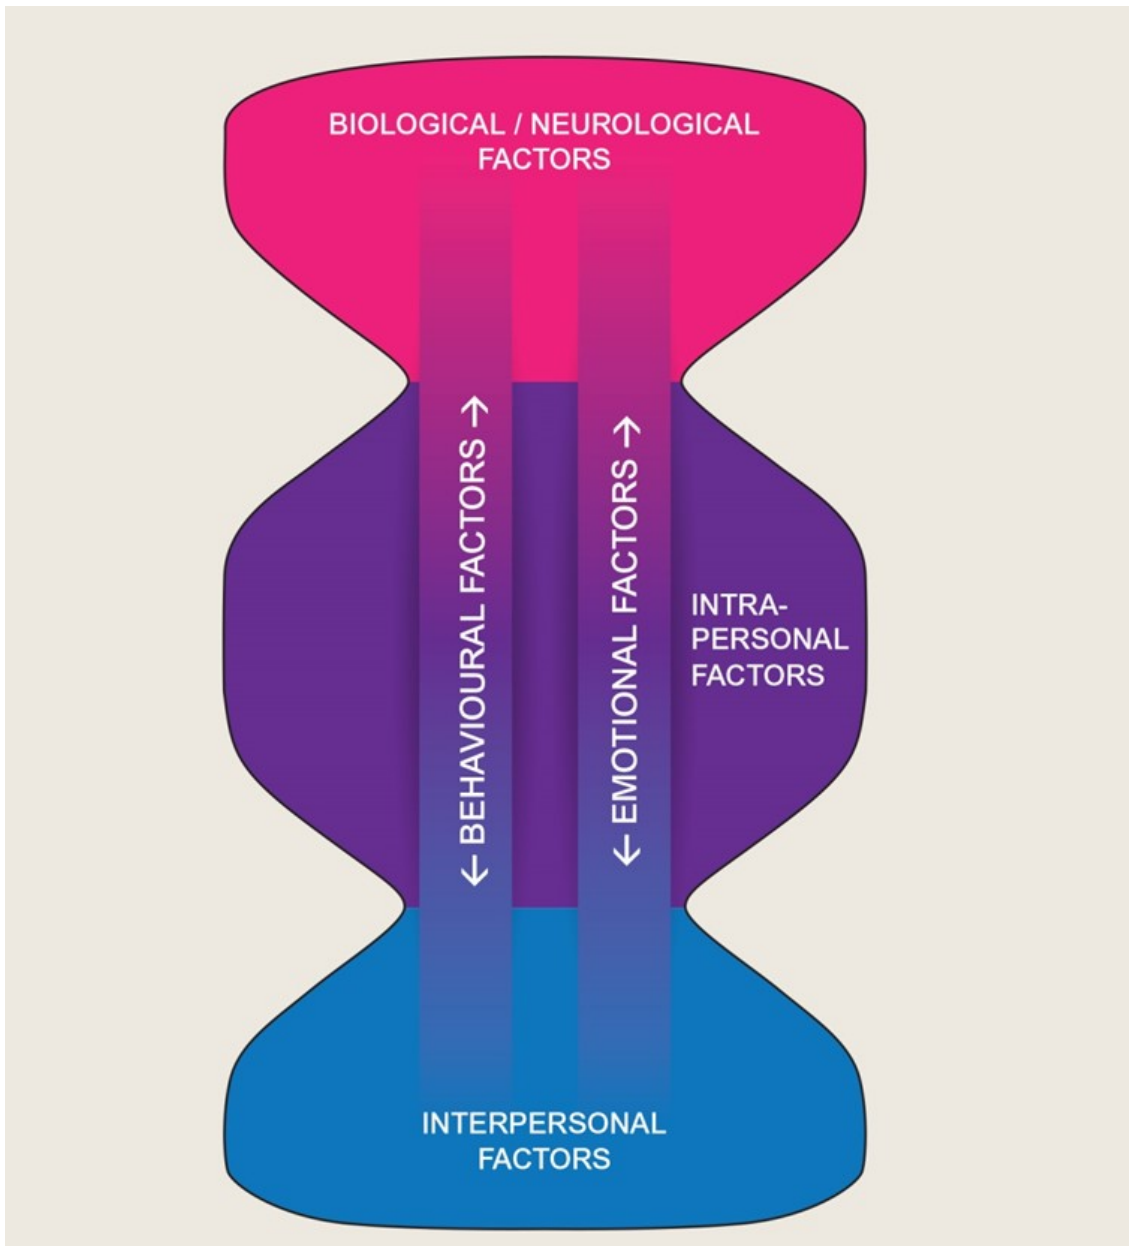 BIOLOGICAL / NEUROLOGICAL
FACTORS
← BEHAVIOURAL FACTORS →
← EMOTIONAL FACTORS →
INTRA-
PERSONAL
FACTORS
INTERPERSONAL
FACTORS